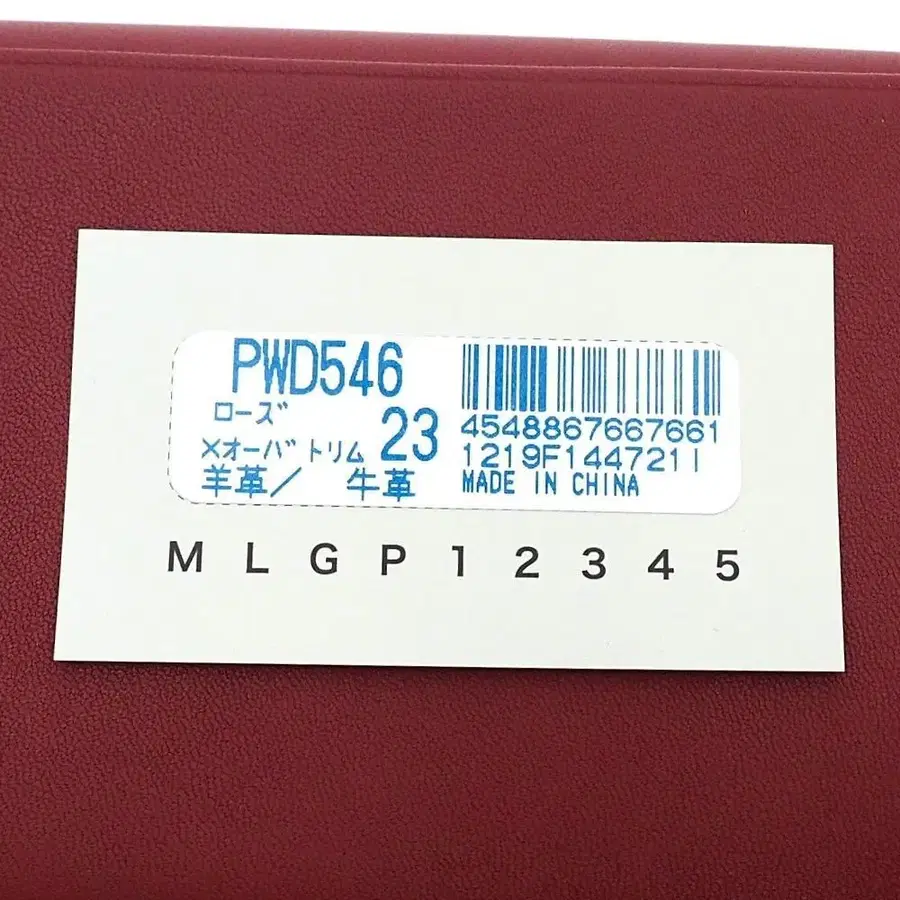 PWD546
ローズ
×オーバトリム 23
羊革/ 牛革
4548867667661
1219F144721I
MADE IN CHINA
M L G P 1 2 3 4 5